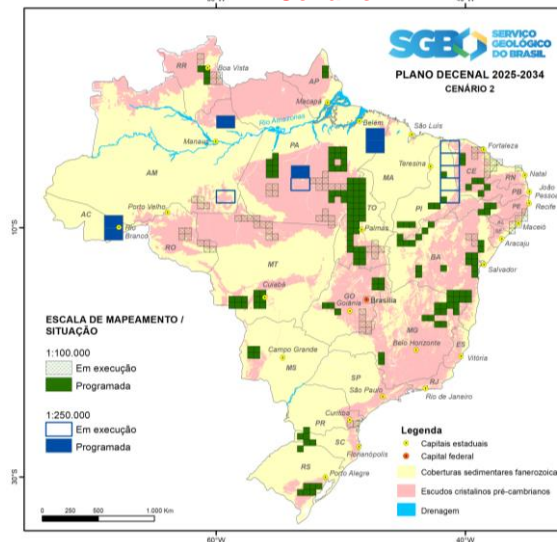 SGB
SERVIÇO
GEOLÓGICO
DO BRASIL
PLANO DECENAL 2025-2034
CENÁRIO 2
RR
Boa Vista
AP
Macapá
Rio Amazonas
Belém
São Luís
Manaus
Fortaleza
PA
AM
Teresina
CE
RN
Natal
MA
PB
João
Pessoa
PI
PE
Recife
Porto Velho
TO
AC
Maceió
Rio
Branco
Palmas
Aracaju
10°S
RO
BA
MT
Salvador
Cuiabá
GO
Brasília
Goiânia
MG
ESCALA DE MAPEAMENTO /
SITUAÇÃO
Belo Horizonte
ES
Campo Grande
Vitória
1:100.000
MS
Em execução
SP
RJ
Programada
São Paulo
Rio de Janeiro
1:250.000
PR
Curitiba
Em execução
Legenda
SC
Capitais estaduais
Programada
Florianópolis
Capital federal
RS
Coberturas sedimentares fanerozoica
Porto Alegre
Escudos cristalinos pré-cambrianos
30°S
Drenagem
0
250
500
1.000 Km
60°W
40°W